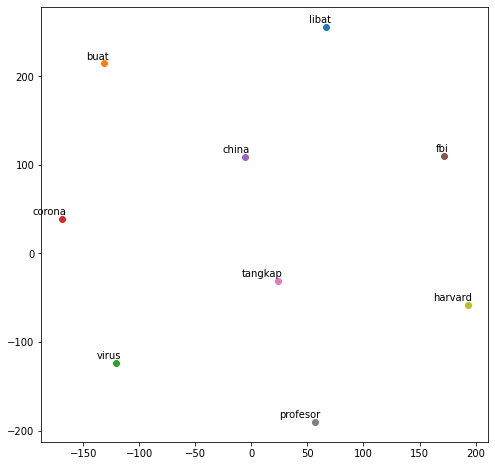 libat
buat
200
china
fbi
100
corona
0
tangkap
harvard
−100
virus
profesor
−200
−150
−100
−50
0
50
100
150
200